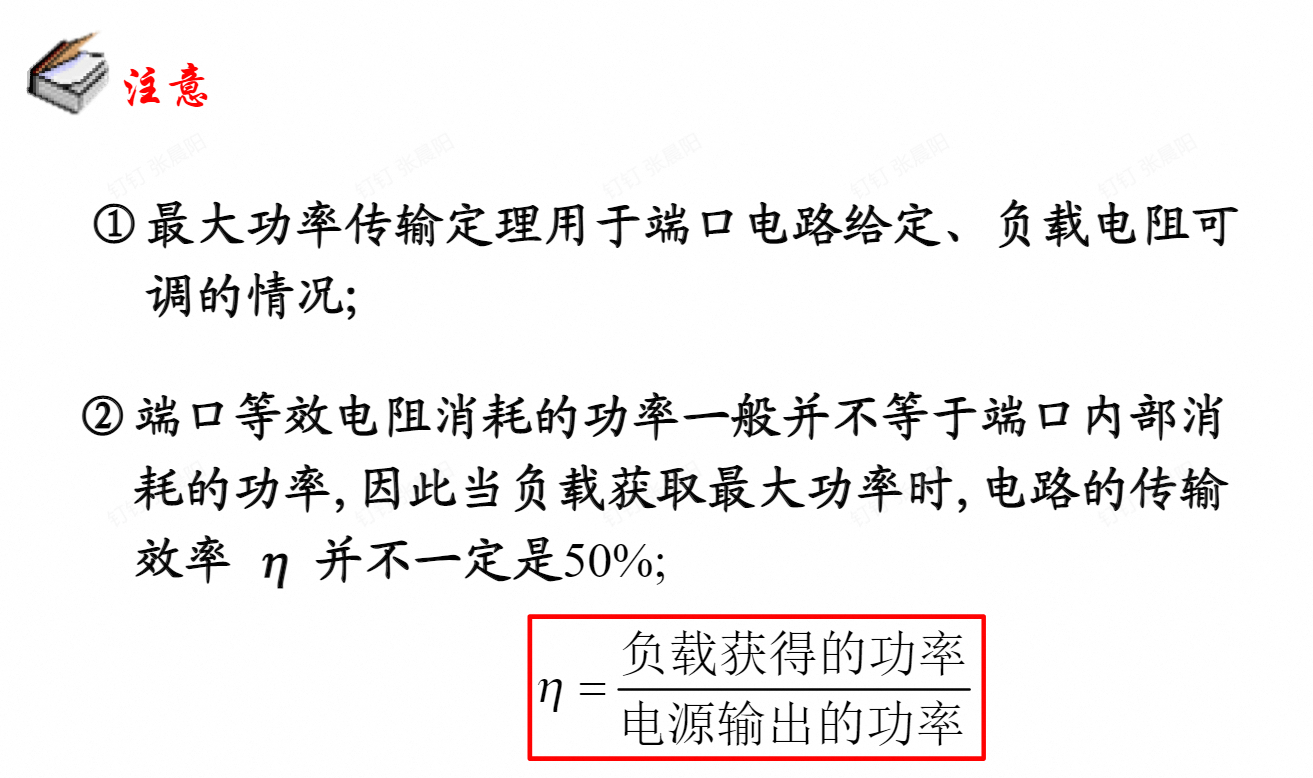 注意
① 最大功率传输定理用于端口电路给定、负载电阻可
调的情况;
② 端口等效电阻消耗的功率一般并不等于端口内部消
耗的功率, 因此当负载获取最大功率时, 电路的传输
效率 η 并不一定是50%;
η = 负载获得的功率
电源输出的功率
钉钉 张晨阳
钉钉 张晨阳
钉钉 张晨阳
钉钉 张晨阳
钉钉 张晨阳